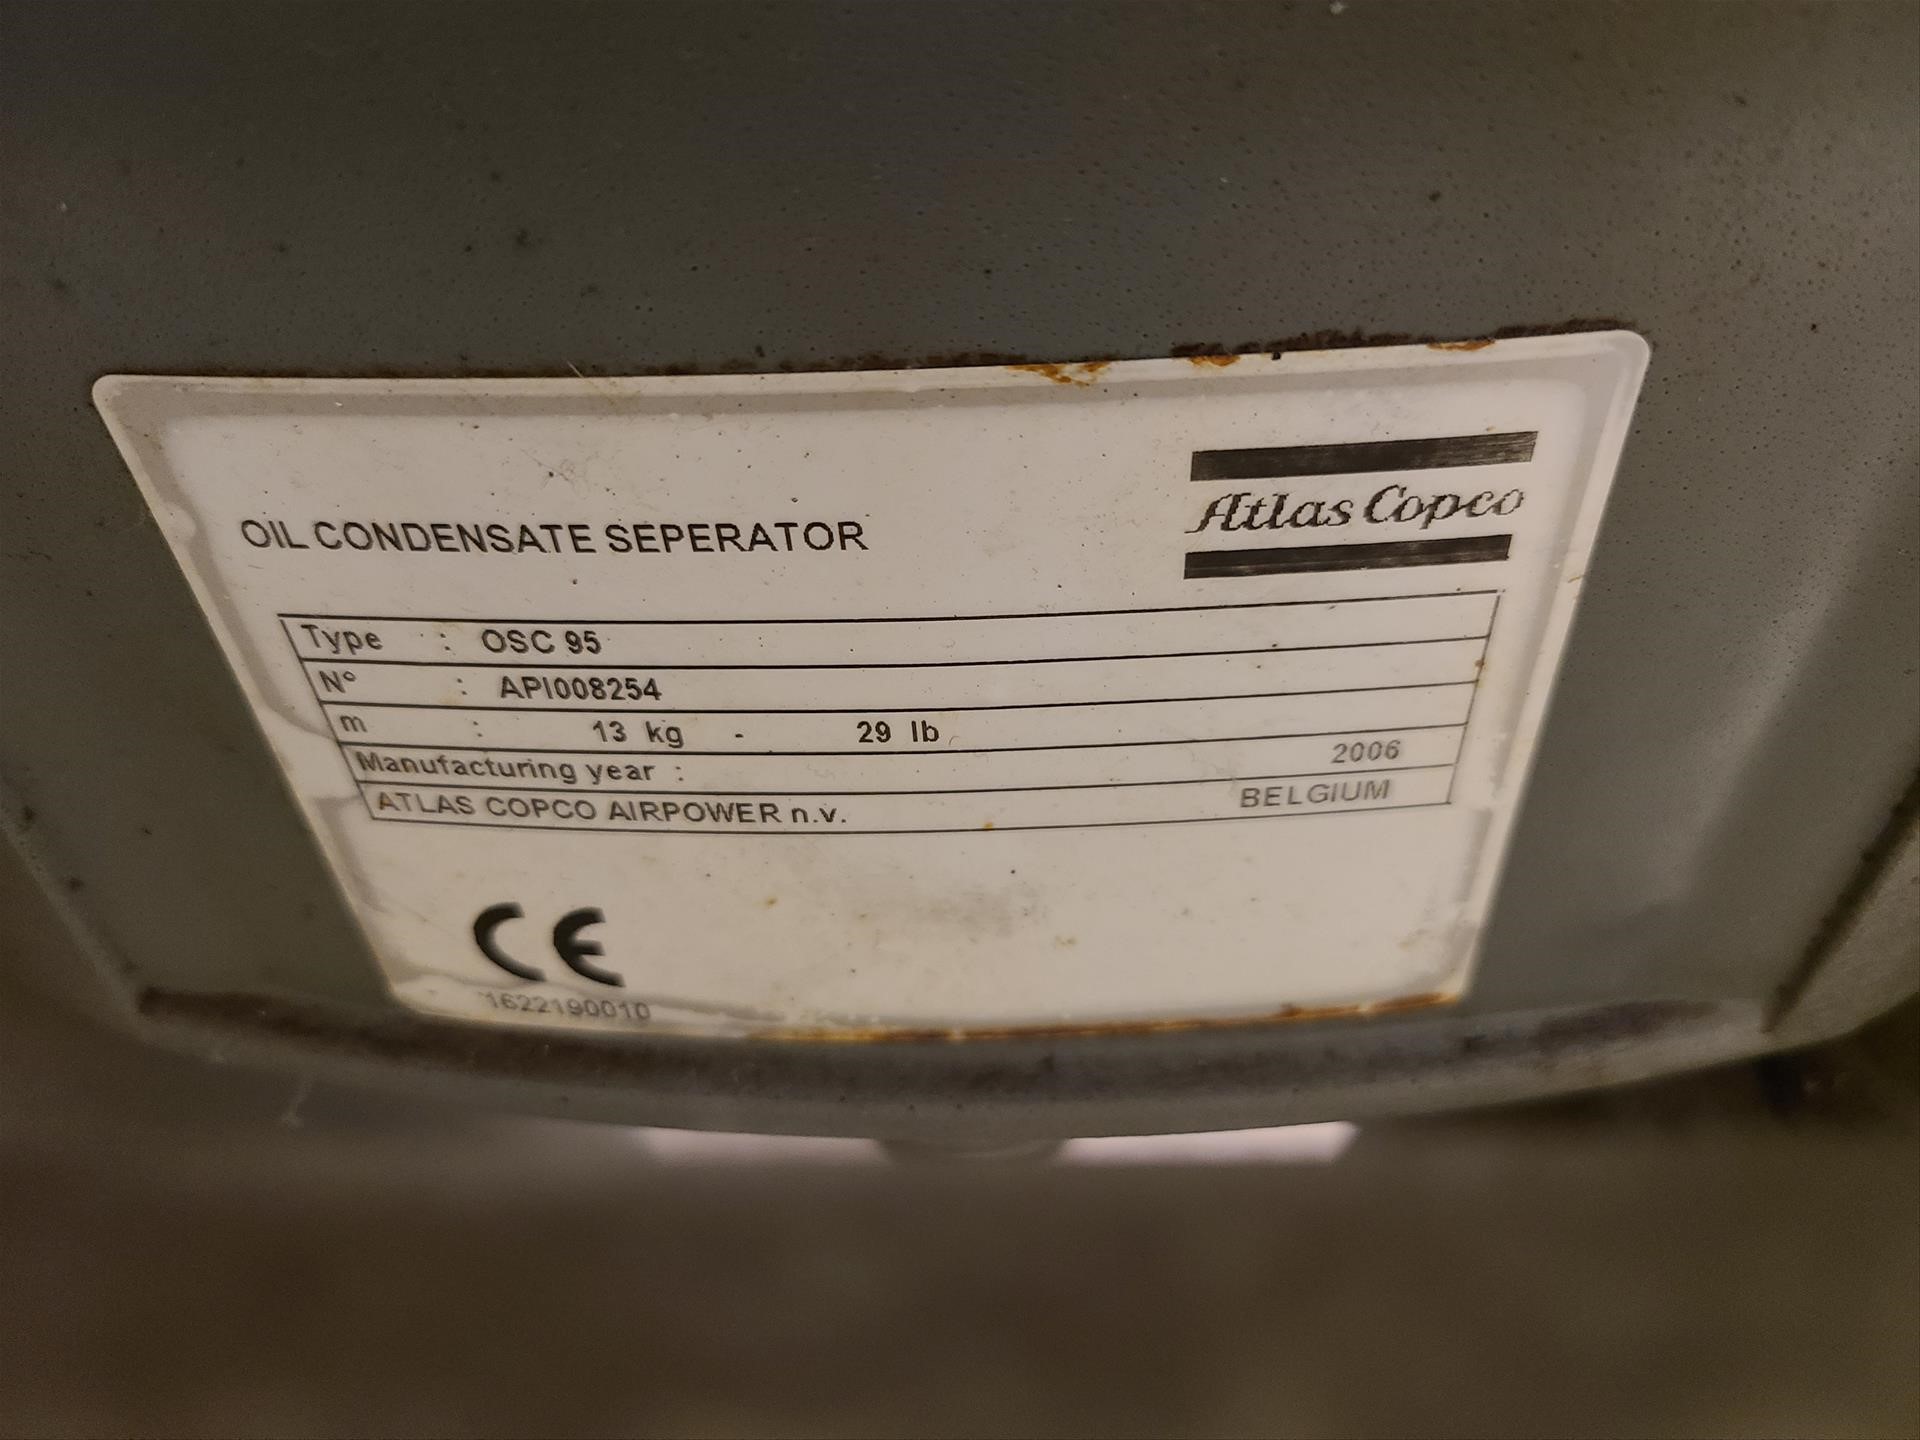 Atlas Copco
OIL CONDENSATE SEPERATOR
Type : OSC 95
N° : API008254
m : 13 kg - 29 lb
Manufacturing year : 2006
ATLAS COPCO AIRPOWER n.v. BELGIUM
CE
1622190010